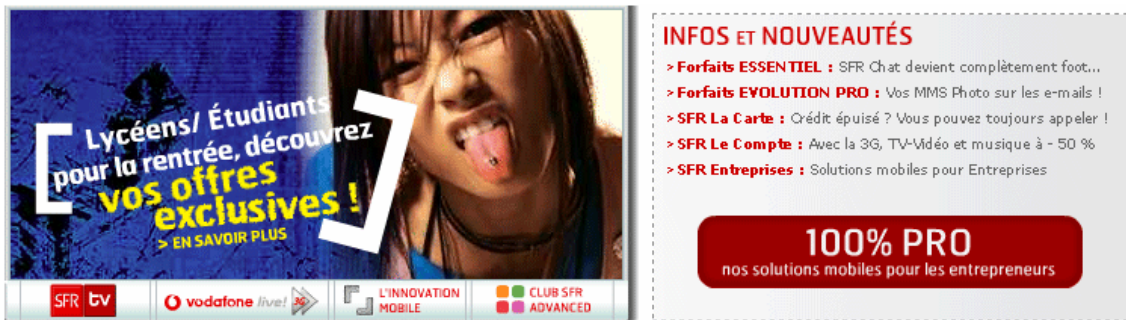 Lycéens/ Étudiants
pour la rentrée, découvrez
vos offres
exclusives !
> EN SAVOIR PLUS
SFR tv
vodafone live! 3G
L'INNOVATION
MOBILE
CLUB SFR
ADVANCED
INFOS ET NOUVEAUTÉS
> Forfaits ESSENTIEL : SFR Chat devient complètement foot...
> Forfaits EVOLUTION PRO : Vos MMS Photo sur les e-mails !
> SFR La Carte : Crédit épuisé ? Vous pouvez toujours appeler !
> SFR Le Compte : Avec la 3G, TV-Vidéo et musique à - 50 %
> SFR Entreprises : Solutions mobiles pour Entreprises
100% PRO
nos solutions mobiles pour les entrepreneurs